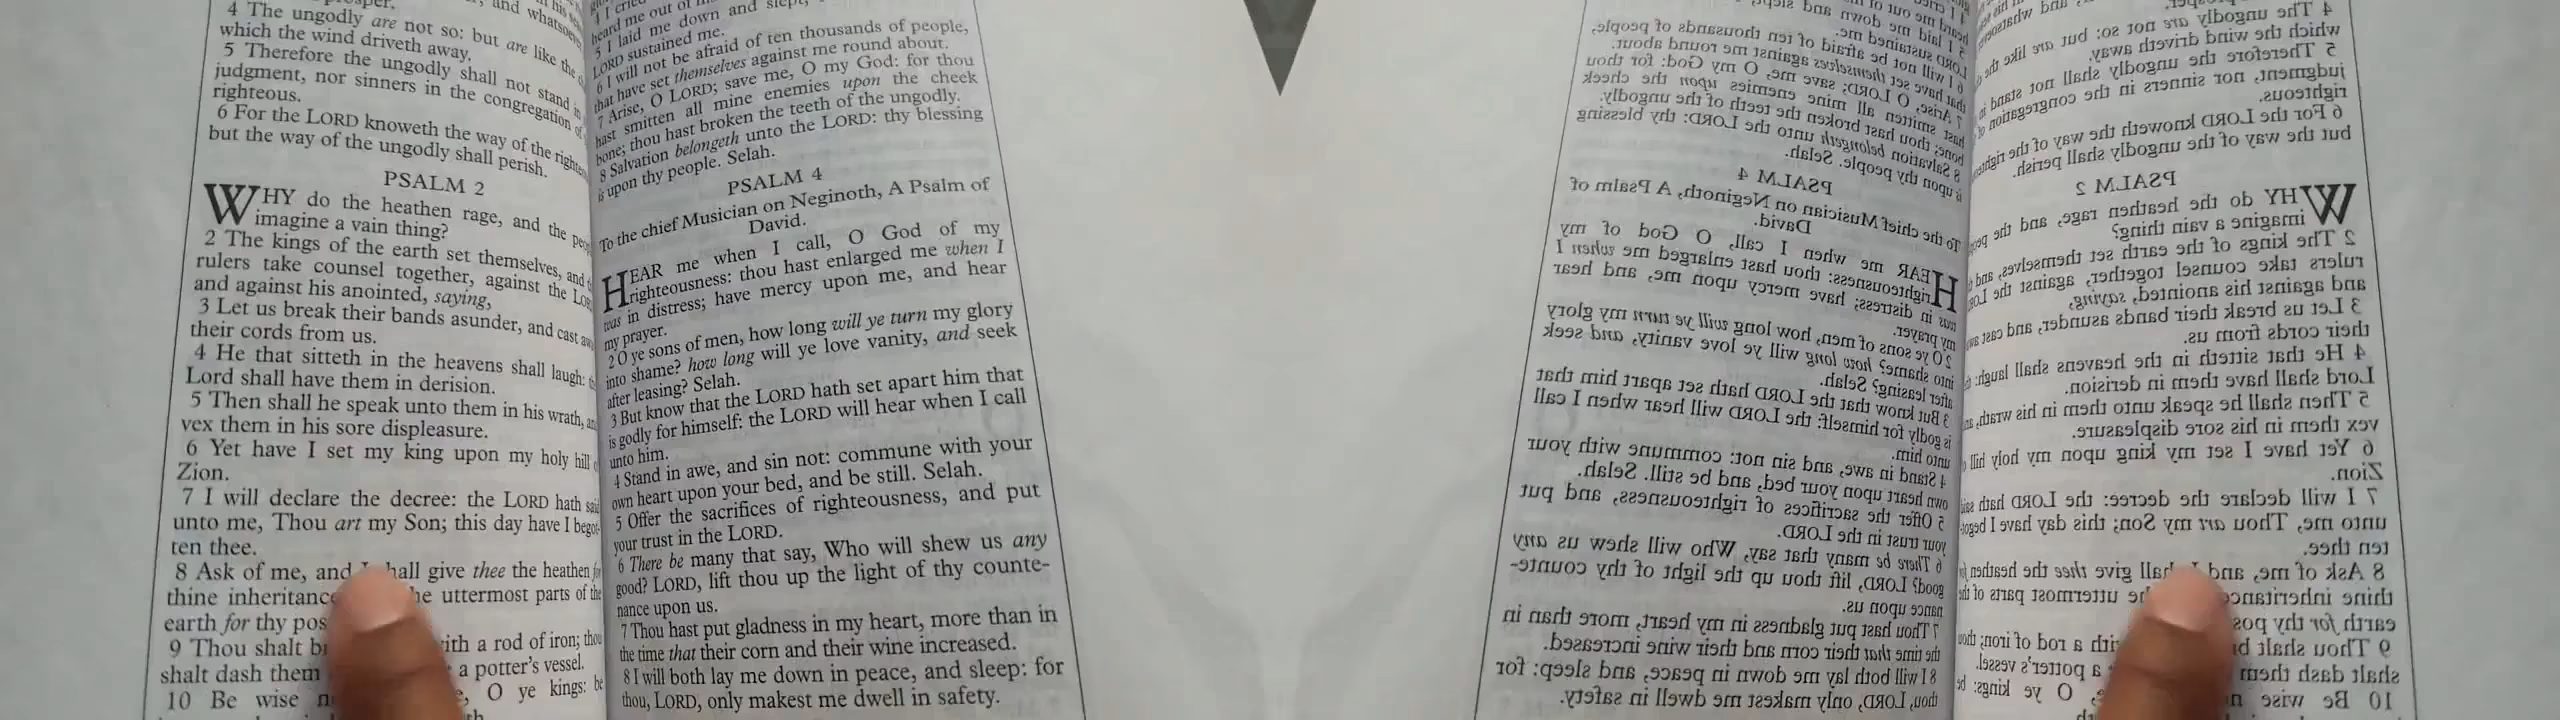 4 The ungodly are not so: but are like the
which the wind driveth away.
5 Therefore the ungodly shall not stand in
judgment, nor sinners in the congregation of
righteous.
6 For the LORD knoweth the way of the
but the way of the ungodly shall perish.
PSALM 2
WHY do the heathen rage, and the
imagine a vain thing?
2 The kings of the earth set themselves, and
rulers take counsel together, against the
and against his anointed, saying,
3 Let us break their bands asunder, and cast
their cords from us.
4 He that sitteth in the heavens shall laugh:
Lord shall have them in derision.
5 Then shall he speak unto them in his wrath,
vex them in his sore displeasure.
6 Yet have I set my king upon my holy hill
Zion.
7 I will declare the decree: the LORD hath
unto me, Thou art my Son; this day have I begot-
ten thee.
8 Ask of me, and I shall give thee the heathen
thine inheritance the uttermost parts of the
earth for thy
9 Thou shalt with a rod of iron; thou
shalt dash them a potter's vessel.
10 Be wise O ye kings: be
heard me out of
5 I laid me down and slept;
LORD sustained me.
6 I will not be afraid of ten thousands of people,
that have set themselves against me round about.
7 Arise, O LORD; save me, O my God: for thou
hast smitten all mine enemies upon the cheek
bone; thou hast broken the teeth of the ungodly.
8 Salvation belongeth unto the LORD: thy blessing
is upon thy people. Selah.
PSALM 4
To the chief Musician on Neginoth, A Psalm of
David.
HEAR me when I call, O God of my
righteousness: thou hast enlarged me when I
was in distress; have mercy upon me, and hear
my prayer.
2 O ye sons of men, how long will ye turn my glory
into shame? how long will ye love vanity, and seek
after leasing? Selah.
3 But know that the LORD hath set apart him that
is godly for himself: the LORD will hear when I call
unto him.
4 Stand in awe, and sin not: commune with your
own heart upon your bed, and be still. Selah.
5 Offer the sacrifices of righteousness, and put
your trust in the LORD.
6 There be many that say, Who will shew us any
good? LORD, lift thou up the light of thy counte-
nance upon us.
7 Thou hast put gladness in my heart, more than in
the time that their corn and their wine increased.
8 I will both lay me down in peace, and sleep: for
thou, LORD, only makest me dwell in safety.